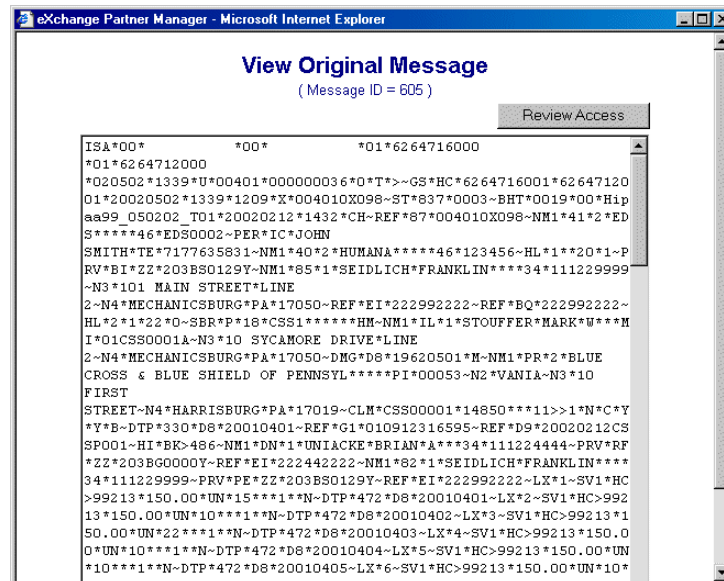 eXchange Partner Manager - Microsoft Internet Explorer
View Original Message
( Message ID = 605 )
Review Access
ISA*00*          *00*          *01*6264716000
*01*6264712000
*020502*1339*U*00401*000000036*0*T*>~GS*HC*6264716001*62647120
01*20020502*1339*1209*X*004010X098~ST*837*0003~BHT*0019*00*Hip
aa99_050202_T01*20020212*1432*CH~REF*87*004010X098~NM1*41*2*ED
S*****46*EDS0002~PER*IC*JOHN
SMITH*TE*7177635831~NM1*40*2*HUMANA*****46*123456~HL*1**20*1~P
RV*BI*ZZ*203BS0129Y~NM1*85*1*SEIDLICH*FRANKLIN****34*111229999
~N3*101 MAIN STREET*LINE
2~N4*MECHANICSBURG*PA*17050~REF*EI*222992222~REF*BQ*222992222~
HL*2*1*22*0~SBR*P*18*CSS1******HM~NM1*IL*1*STOUFFER*MARK*W***M
I*01CSS0001A~N3*10 SYCAMORE DRIVE*LINE
2~N4*MECHANICSBURG*PA*17050~DMG*D8*19620501*M~NM1*PR*2*BLUE
CROSS & BLUE SHIELD OF PENNSYL*****PI*00053~N2*VANIA~N3*10
FIRST
STREET~N4*HARRISBURG*PA*17019~CLM*CSS00001*14850***11>>1*N*C*Y
*Y*B~DTP*330*D8*20010401~REF*G1*010912316595~REF*D9*20020212CS
SP001~HI*BK>486~NM1*DN*1*UNIACKE*BRIAN*A***34*111224444~PRV*RF
*ZZ*203BG0000Y~REF*EI*222442222~NM1*82*1*SEIDLICH*FRANKLIN****
34*111229999~PRV*PE*ZZ*203BS0129Y~REF*EI*222992222~LX*1~SV1*HC
>99213*150.00*UN*15***1**N~DTP*472*D8*20010401~LX*2~SV1*HC>992
13*150.00*UN*10***1**N~DTP*472*D8*20010402~LX*3~SV1*HC>99213*1
50.00*UN*22***1**N~DTP*472*D8*20010403~LX*4~SV1*HC>99213*150.0
0*UN*10***1**N~DTP*472*D8*20010404~LX*5~SV1*HC>99213*150.00*UN
*10***1**N~DTP*472*D8*20010405~LX*6~SV1*HC>99213*150.00*UN*10*